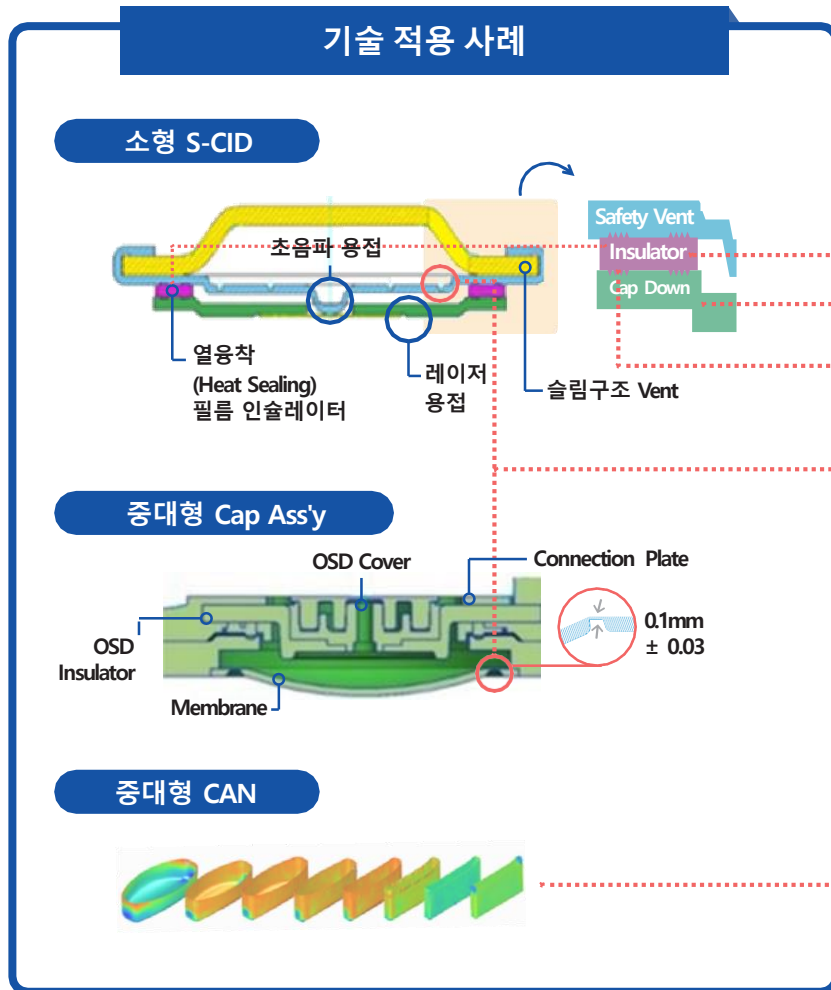 기술 적용 사례
소형 S-CID
초음파 용접
Safety Vent
Insulator
Cap Down
열융착
(Heat Sealing)
필름 인슐레이터
레이저
용접
슬림구조 Vent
중대형 Cap Ass'y
OSD Cover
Connection Plate
OSD
Insulator
0.1mm
± 0.03
Membrane
중대형 CAN